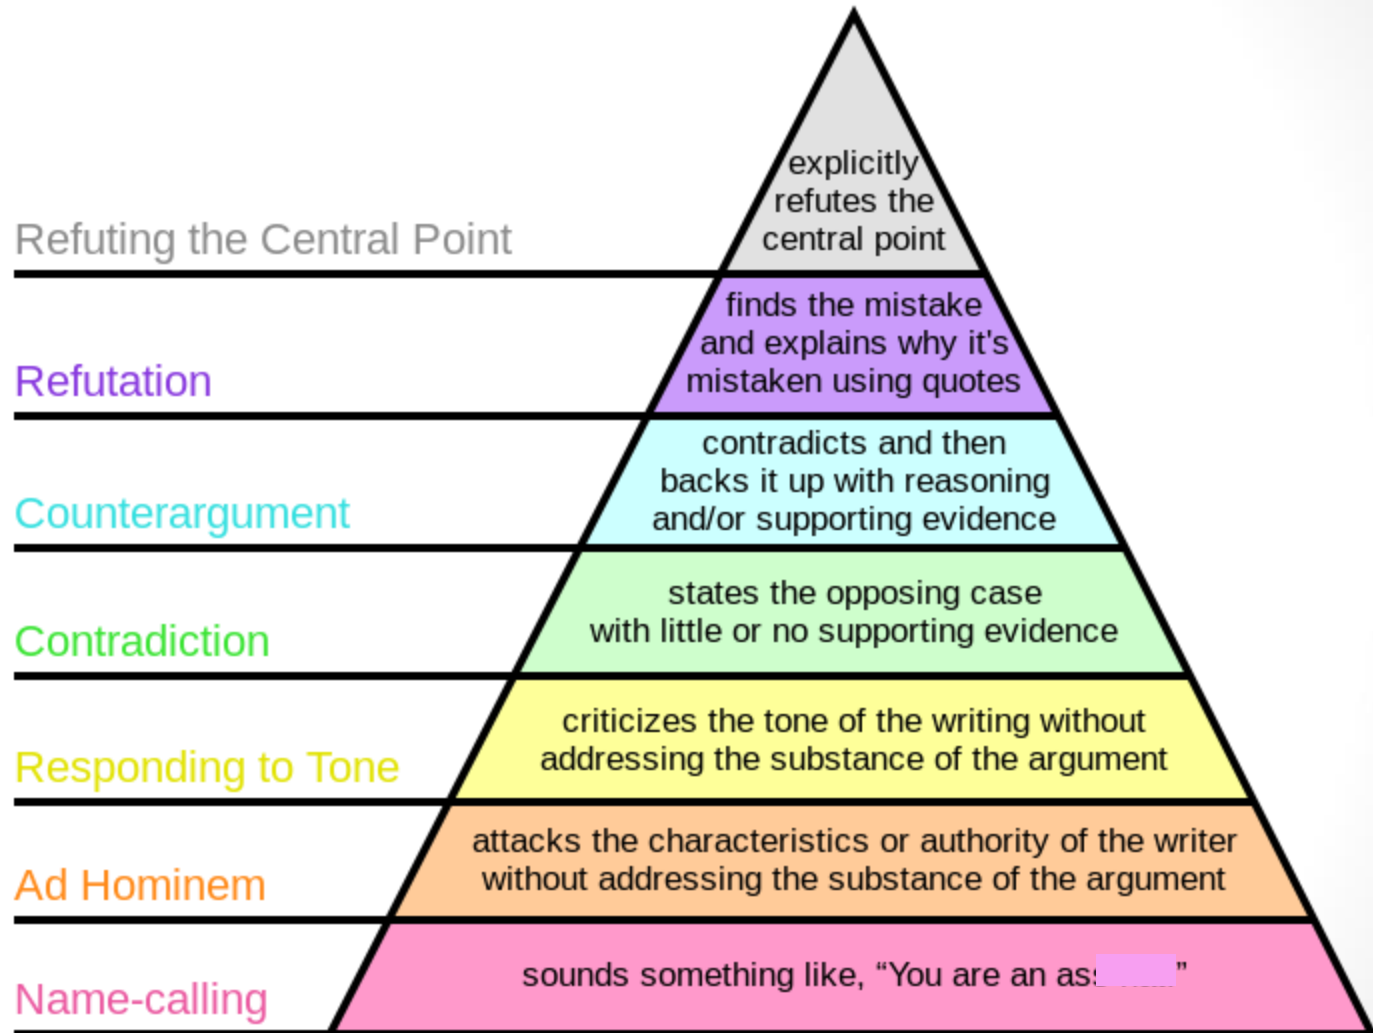 explicitly
refutes the
central point
Refuting the Central Point
finds the mistake
and explains why it's
mistaken using quotes
Refutation
contradicts and then
backs it up with reasoning
and/or supporting evidence
Counterargument
states the opposing case
with little or no supporting evidence
Contradiction
criticizes the tone of the writing without
addressing the substance of the argument
Responding to Tone
attacks the characteristics or authority of the writer
without addressing the substance of the argument
Ad Hominem
sounds something like, “You are an ”
Name-calling